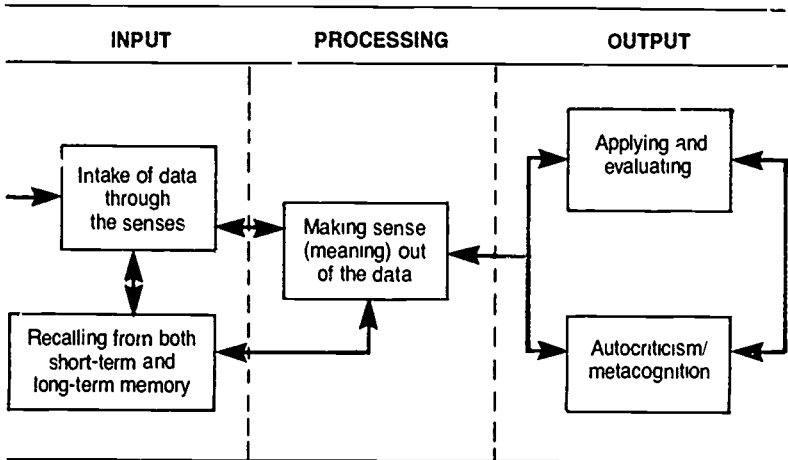 INPUT
PROCESSING
OUTPUT
Intake of data
through
the senses
Recalling from both
short-term and
long-term memory
Making sense
(meaning) out
of the data
Applying and
evaluating
Autocriticism/
metacognition